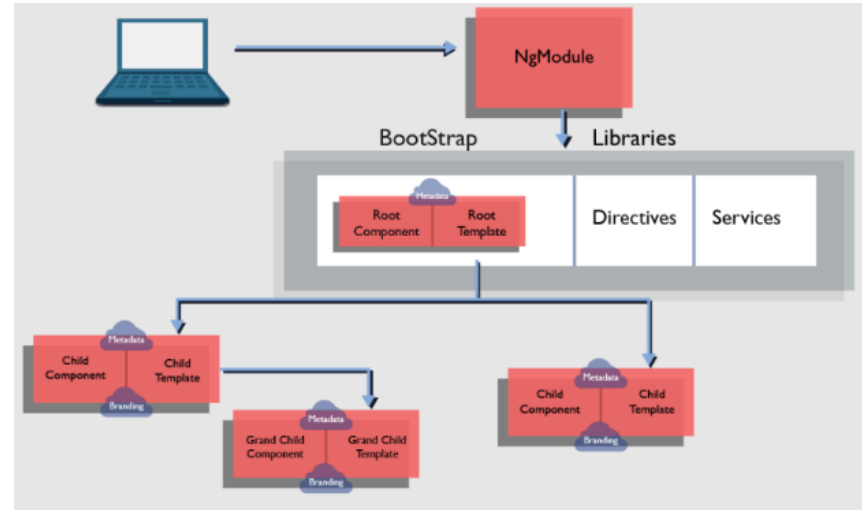 NgModule
BootStrap
Libraries
Metadata
Root
Component
Root
Template
Directives
Services
Metadata
Child
Component
Child
Template
Branding
Metadata
Grand Child
Component
Grand Child
Template
Branding
Metadata
Child
Component
Child
Template
Branding